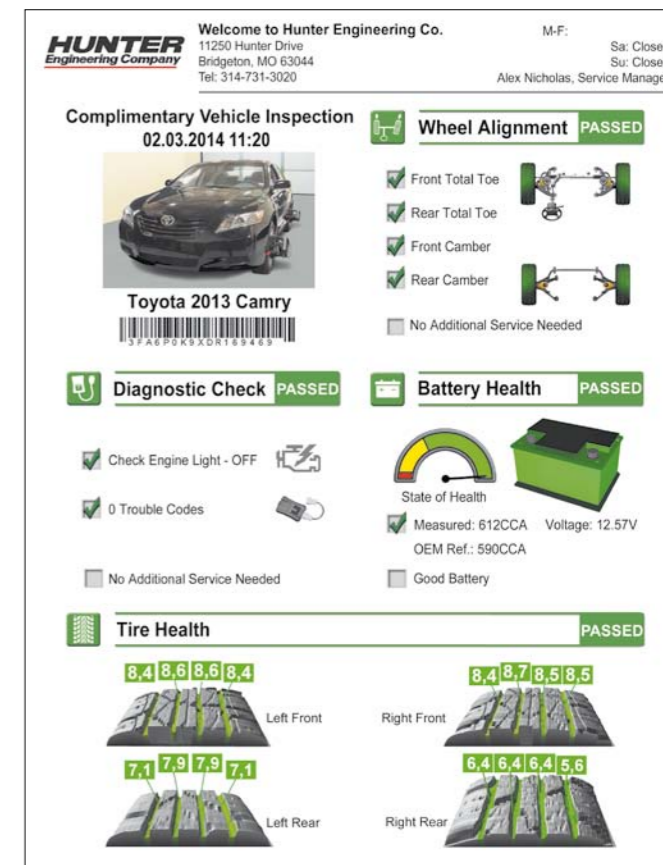 HUNTER
Engineering Company
Welcome to Hunter Engineering Co.
11250 Hunter Drive
Bridgeton, MO 63044
Tel: 314-731-3020
M-F:
Sa: Close
Su: Close
Alex Nicholas, Service Manage
Complimentary Vehicle Inspection
02.03.2014 11:20
Toyota 2013 Camry
3FA6P0K9XDR169469
Wheel Alignment PASSED
Front Total Toe
Rear Total Toe
Front Camber
Rear Camber
No Additional Service Needed
Diagnostic Check PASSED
Check Engine Light - OFF
0 Trouble Codes
No Additional Service Needed
Battery Health PASSED
State of Health
Measured: 612CCA Voltage: 12.57V
OEM Ref.: 590CCA
Good Battery
Tire Health PASSED
8,4 8,6 8,6 8,4
Left Front
8,4 8,7 8,5 8,5
Right Front
7,1 7,9 7,9 7,1
Left Rear
6,4 6,4 6,4 5,6
Right Rear